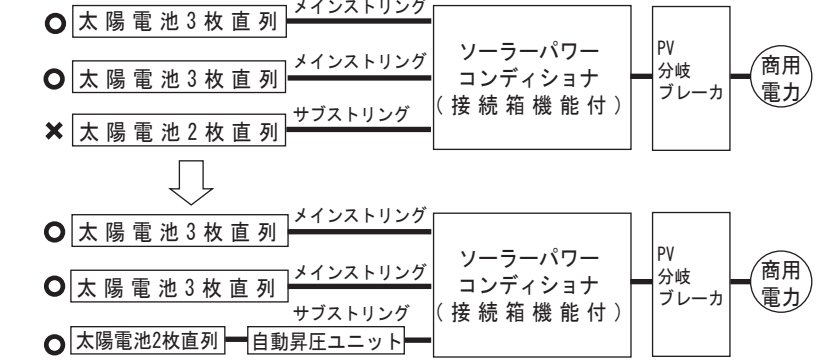 メインストリング
○ 太陽電池3枚直列
メインストリング
○ 太陽電池3枚直列
サブストリング
× 太陽電池2枚直列
ソーラーパワー
コンディショナ
(接続箱機能付)
PV
分岐
ブレーカ
商用
電力
メインストリング
○ 太陽電池3枚直列
メインストリング
○ 太陽電池3枚直列
サブストリング
○ 太陽電池2枚直列
自動昇圧ユニット
ソーラーパワー
コンディショナ
(接続箱機能付)
PV
分岐
ブレーカ
商用
電力